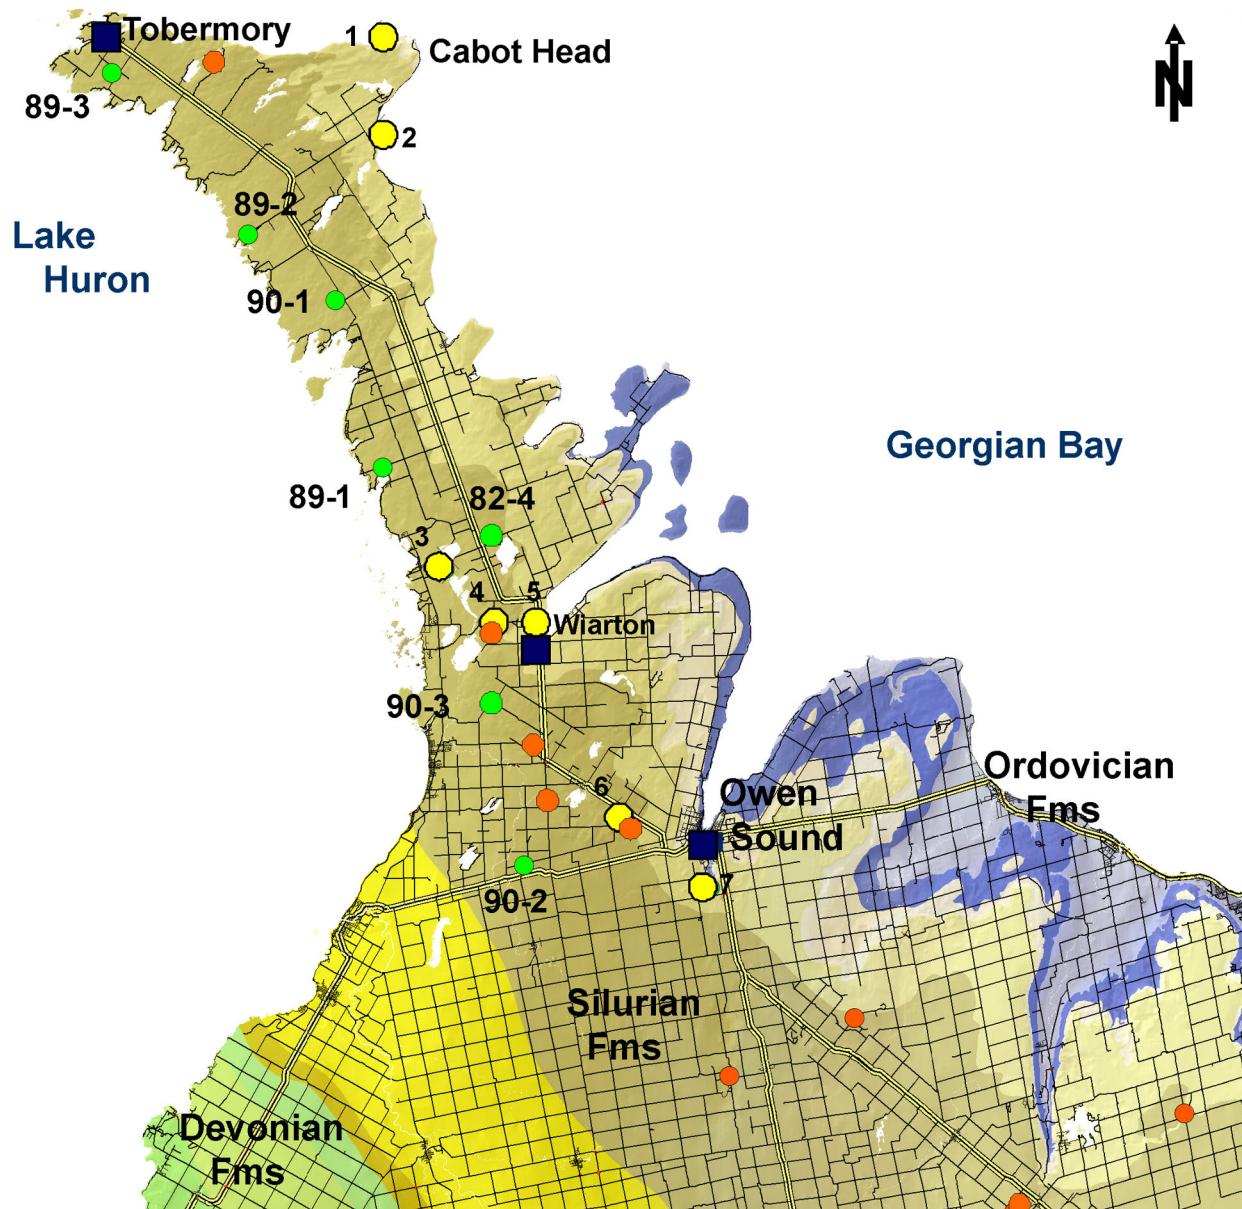 Tobermory
1
Cabot Head
N
89-3
2
89-2
Lake
Huron
90-1
Georgian Bay
89-1
82-4
3
4
5
Wiarton
90-3
Ordovician
Fms
6
Owen
Sound
7
90-2
Silurian
Fms
Devonian
Fms